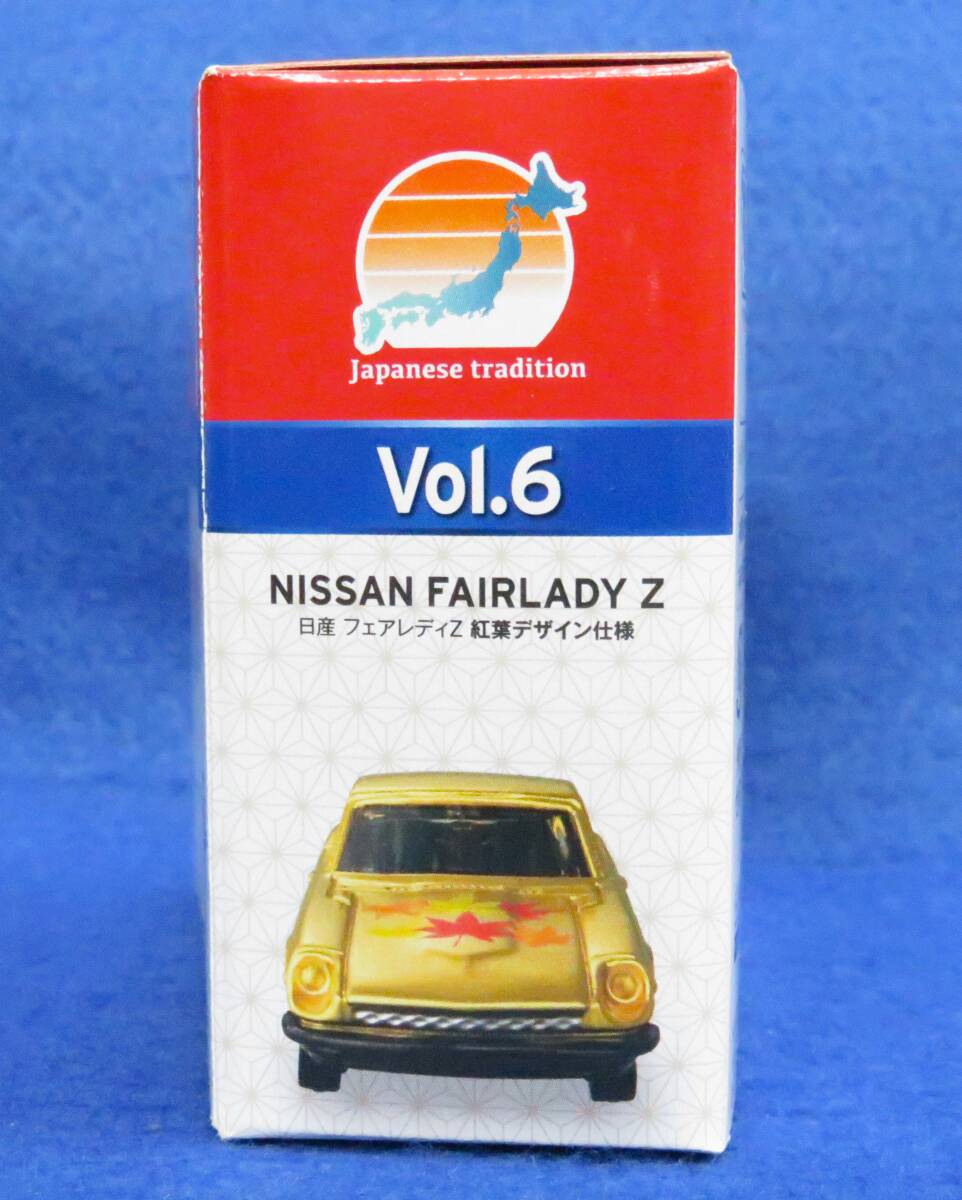 Japanese tradition
Vol.6
NISSAN FAIRLADY Z
日産 フェアレディZ 紅葉デザイン仕様